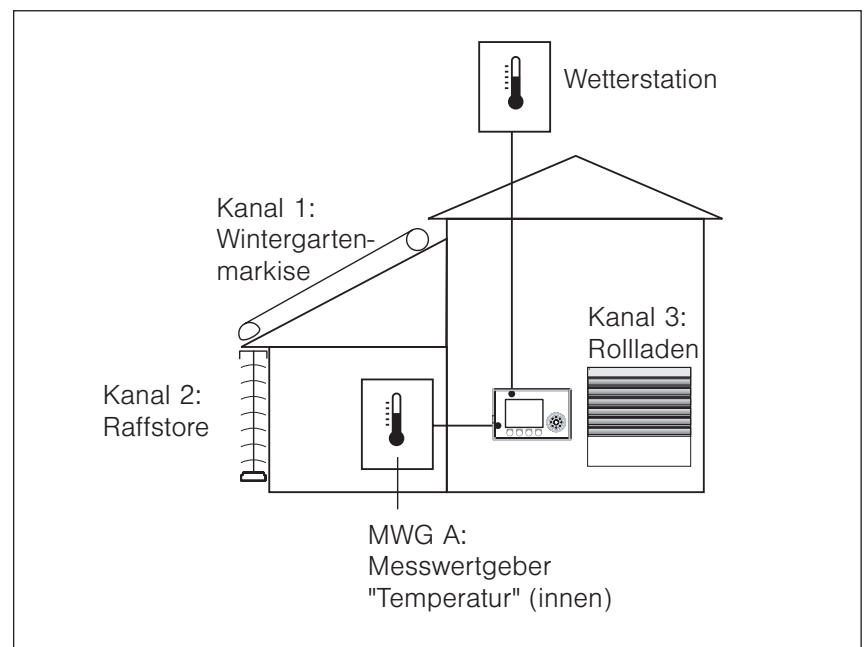 Wetterstation
Kanal 1:
Wintergarten-
markise
Kanal 3:
Rollladen
Kanal 2:
Raffstore
MWG A:
Messwertgeber
"Temperatur" (innen)